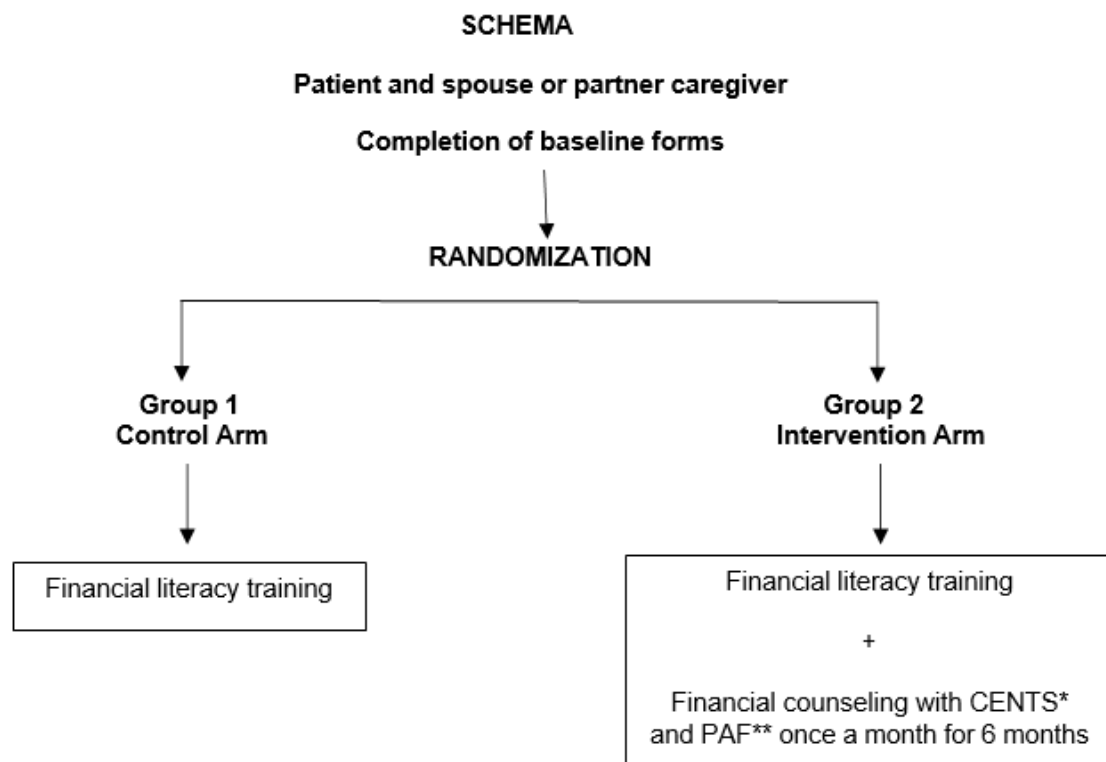 SCHEMA
Patient and spouse or partner caregiver
Completion of baseline forms
RANDOMIZATION
Group 1
Control Arm
Group 2
Intervention Arm
Financial literacy training
Financial literacy training
+
Financial counseling with CENTS*
and PAF** once a month for 6 months